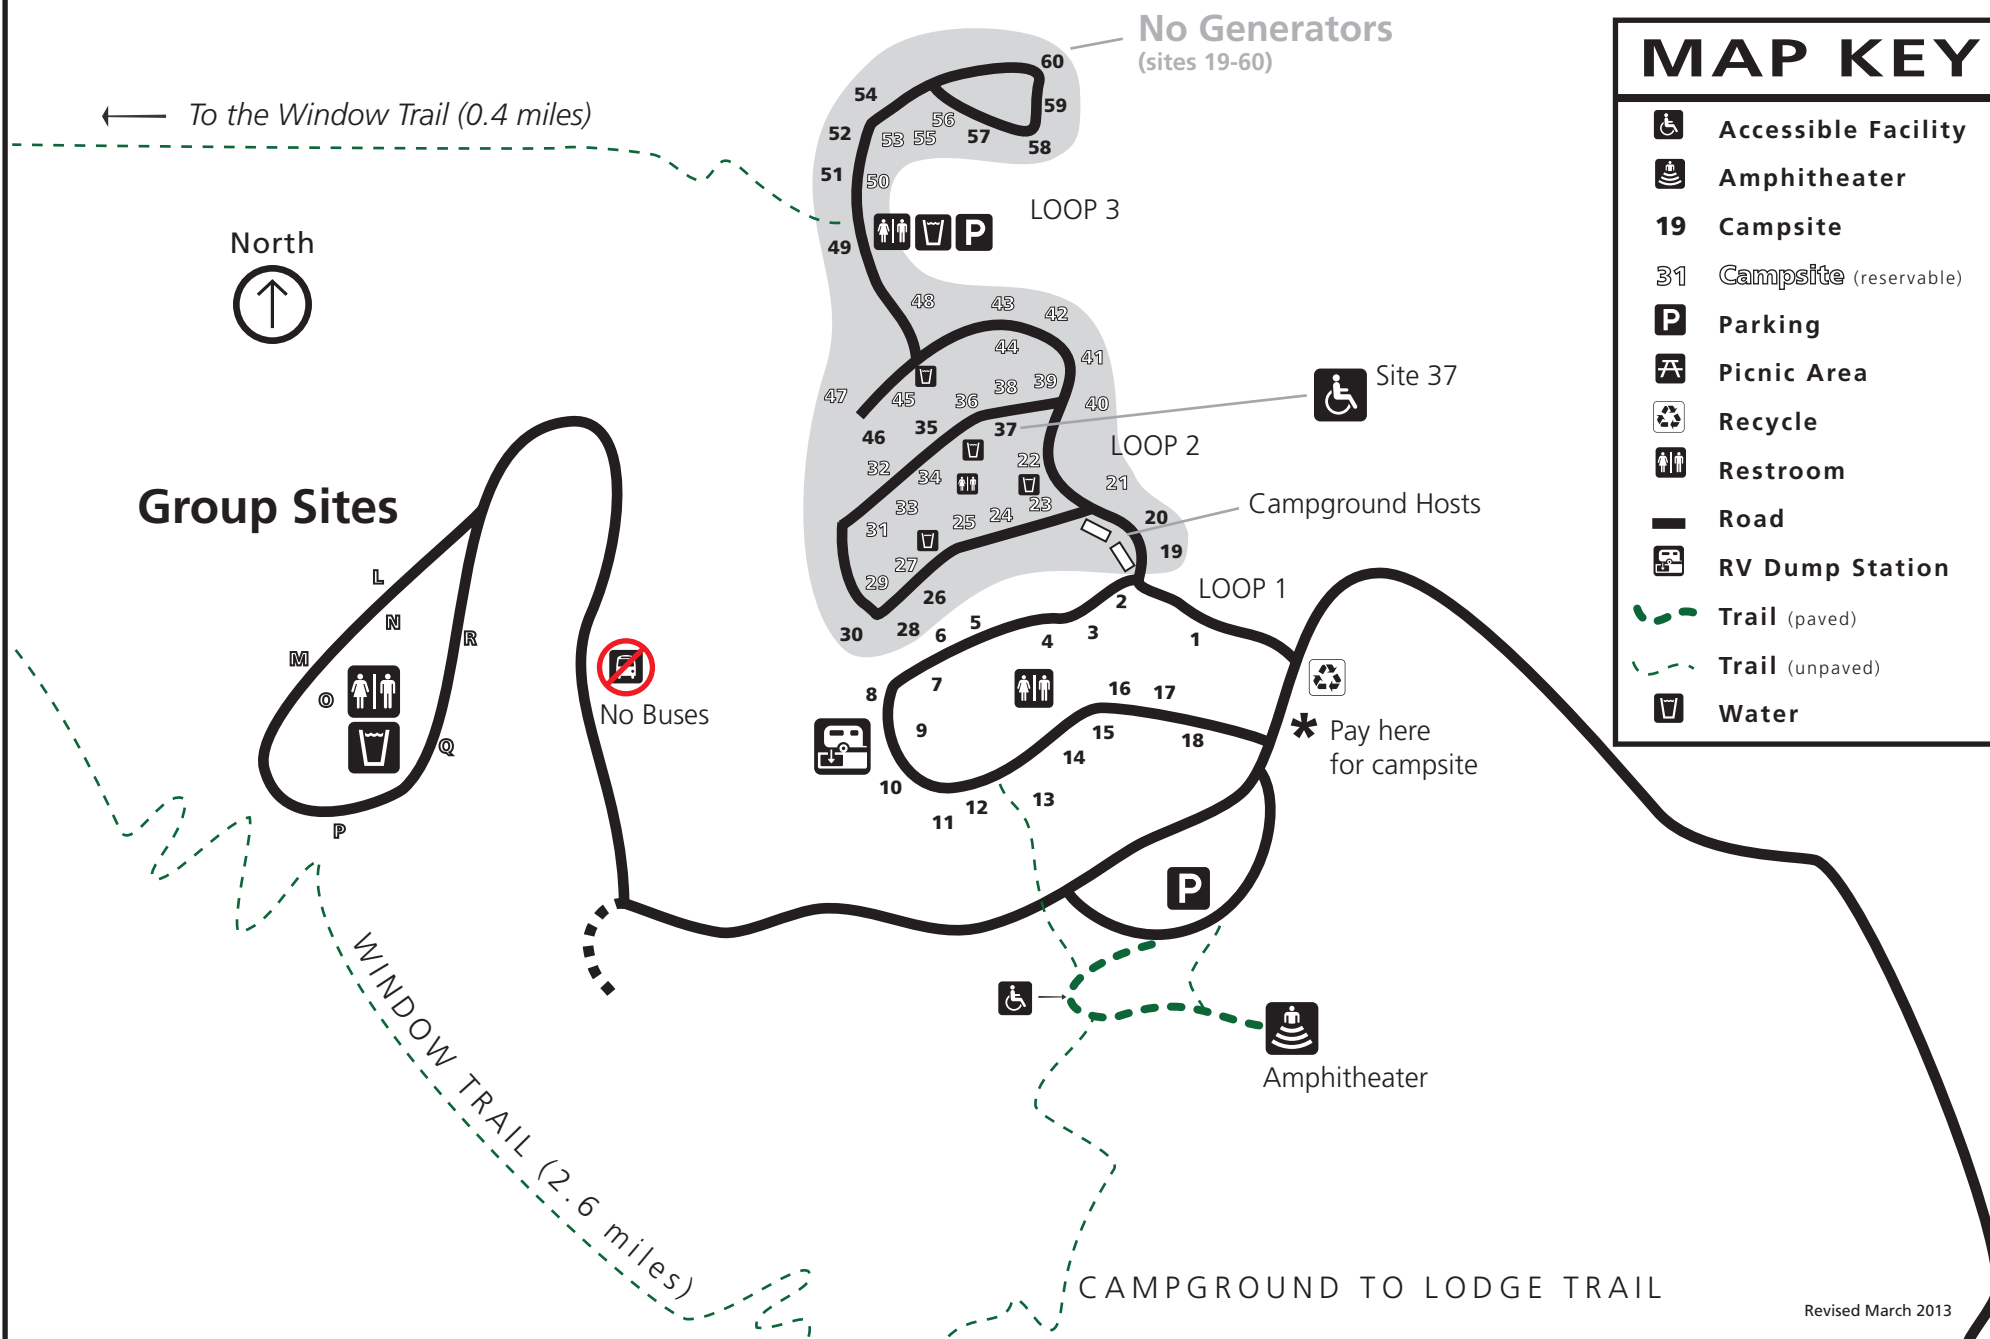 No Generators
(sites 19-60)
MAP KEY
Accessible Facility
Amphitheater
19 Campsite
31 Campsite (reservable)
P Parking
Picnic Area
Recycle
Restroom
Road
RV Dump Station
Trail (paved)
Trail (unpaved)
Water
To the Window Trail (0.4 miles)
North
60
54
59
56
52
53
55
57
58
51
50
LOOP 3
P
49
48
43
42
44
41
38
39
Site 37
47
45
36
40
46
35
37
LOOP 2
32
34
22
21
33
23
Campground Hosts
31
25
24
20
19
27
29
LOOP 1
26
2
30
28
6
5
4
3
1
Group Sites
L
N
R
M
O
Q
P
No Buses
8
7
16
17
9
15
18
14
10
13
12
11
* Pay here
for campsite
P
Amphitheater
WINDOW TRAIL (2.6 miles)
CAMPGROUND TO LODGE TRAIL
Revised March 2013